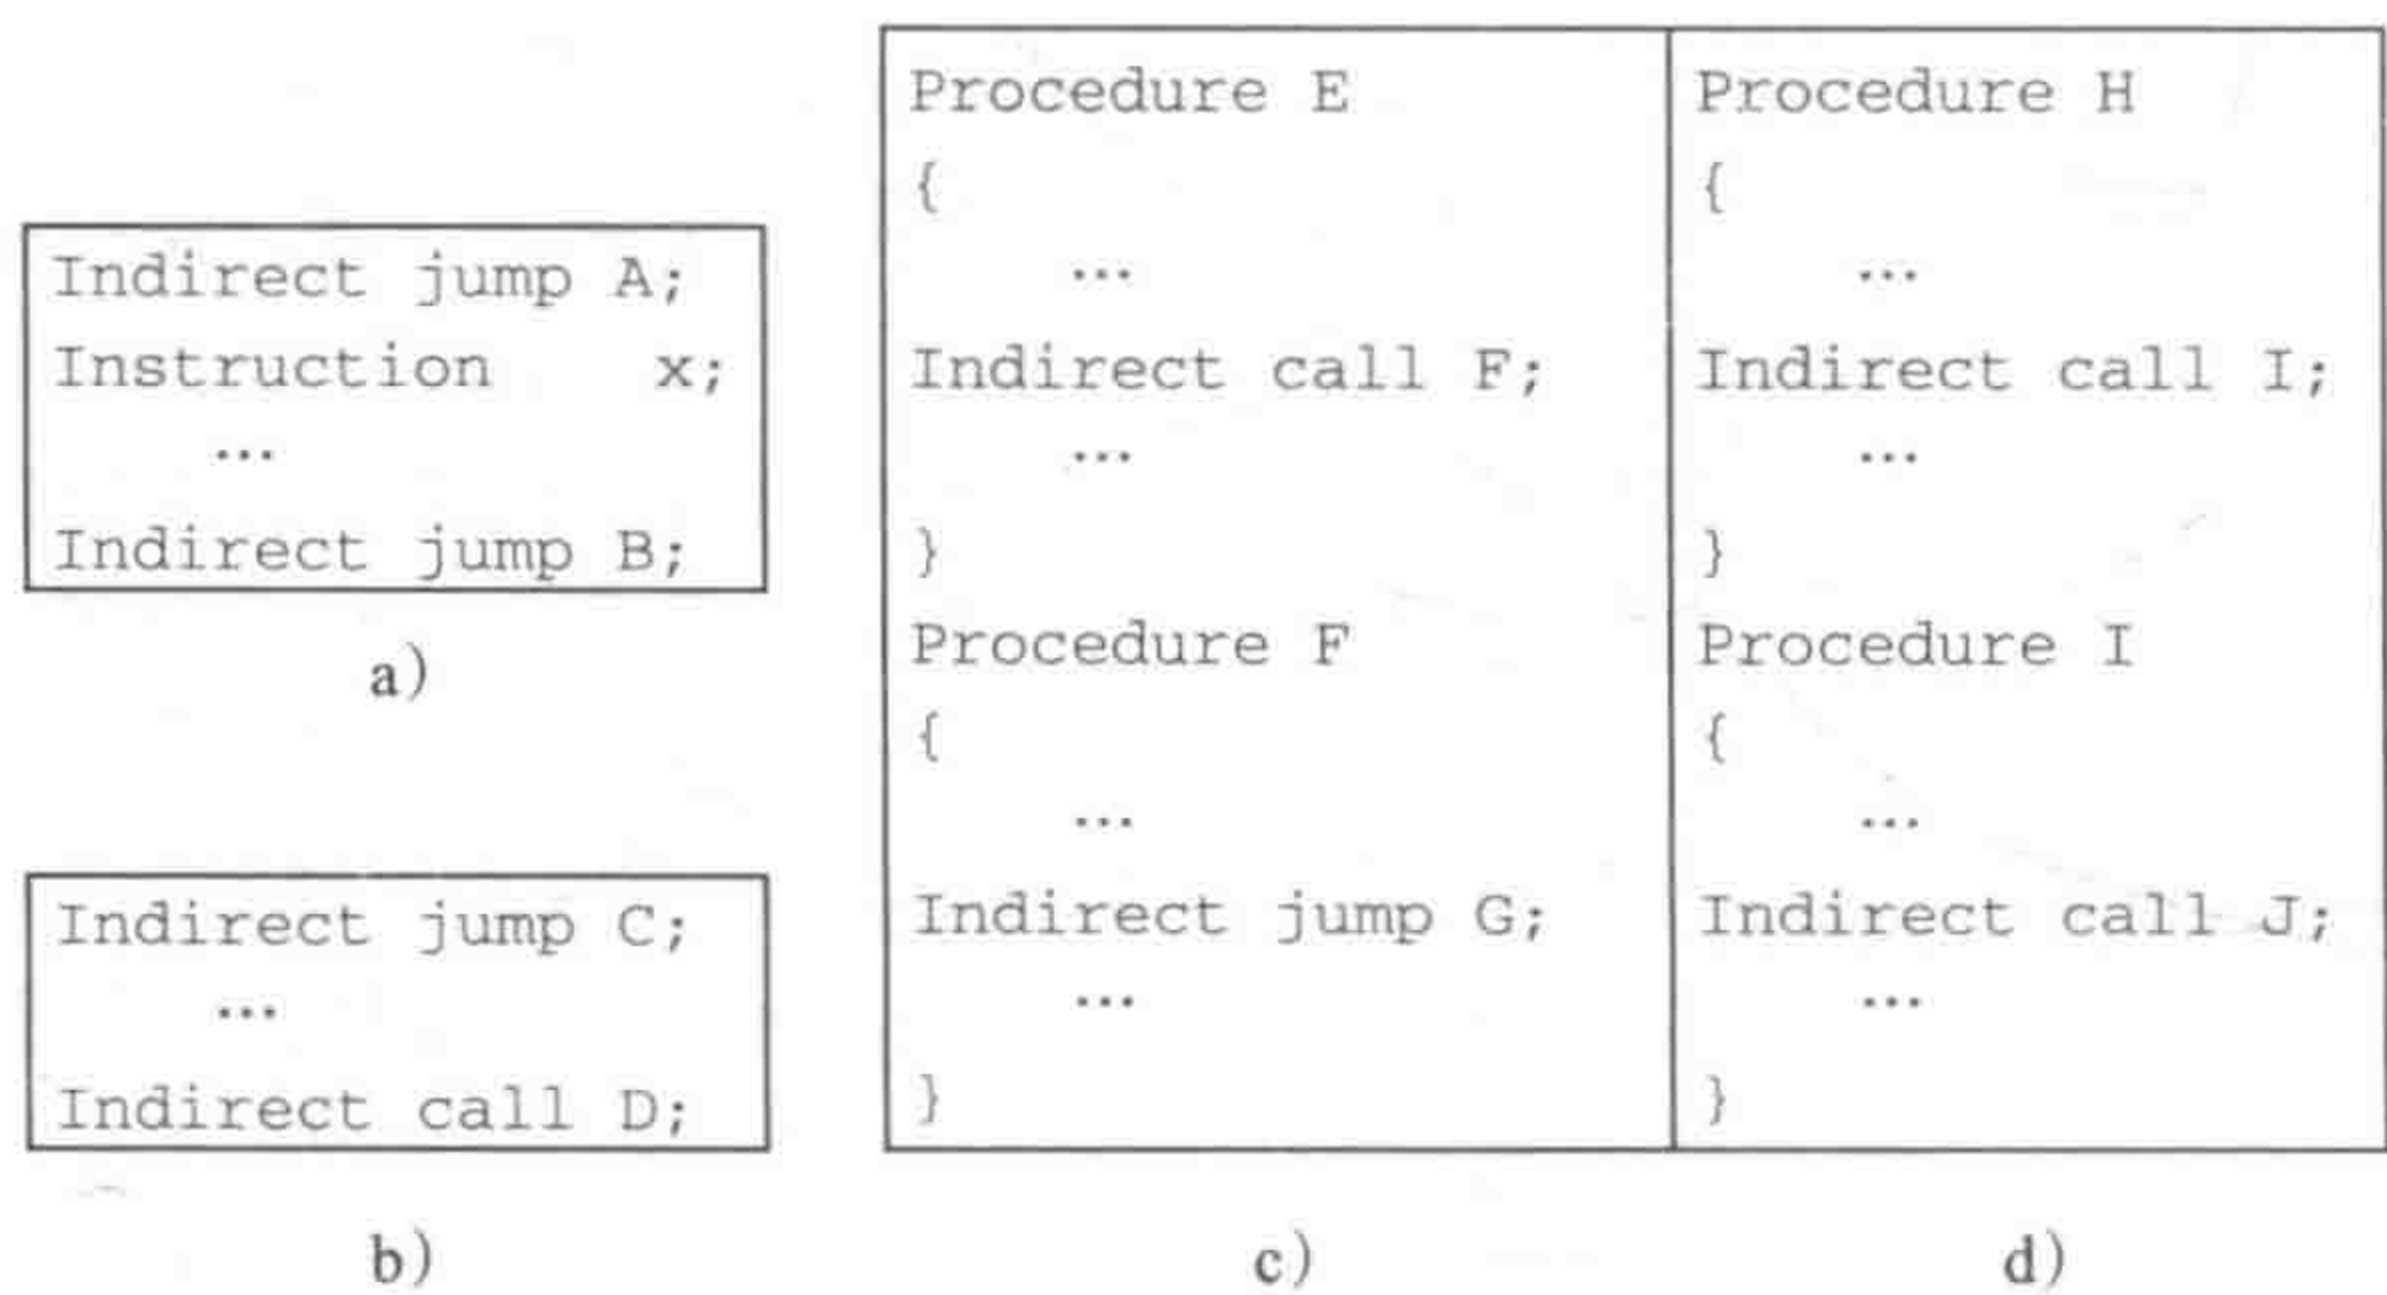 Indirect jump A;
Instruction x;
...
Indirect jump B;
a)
Indirect jump C;
...
Indirect call D;
b)
Procedure E
{
...
Indirect call F;
...
}
Procedure F
{
...
Indirect jump G;
...
}
c)
Procedure H
{
...
Indirect call I;
...
}
Procedure I
{
...
Indirect call J;
...
}
d)